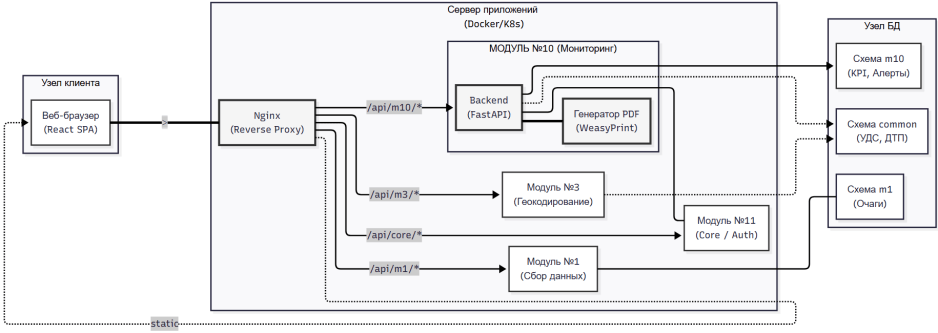 Сервер приложений
(Docker/K8s)
Узел БД
МОДУЛЬ №10 (Мониторинг)
Схема m10
(KPI, Алерты)
Узел клиента
Веб-браузер
(React SPA)
Nginx
(Reverse Proxy)
/api/m10/*
Backend
(FastAPI)
Генератор PDF
(WeasyPrint)
Схема common
(УДС, ДТП)
/api/m3/*
Модуль №3
(Геокодирование)
Схема m1
(Очаги)
/api/core/*
Модуль №11
(Core / Auth)
/api/m1/*
Модуль №1
(Сбор данных)
static